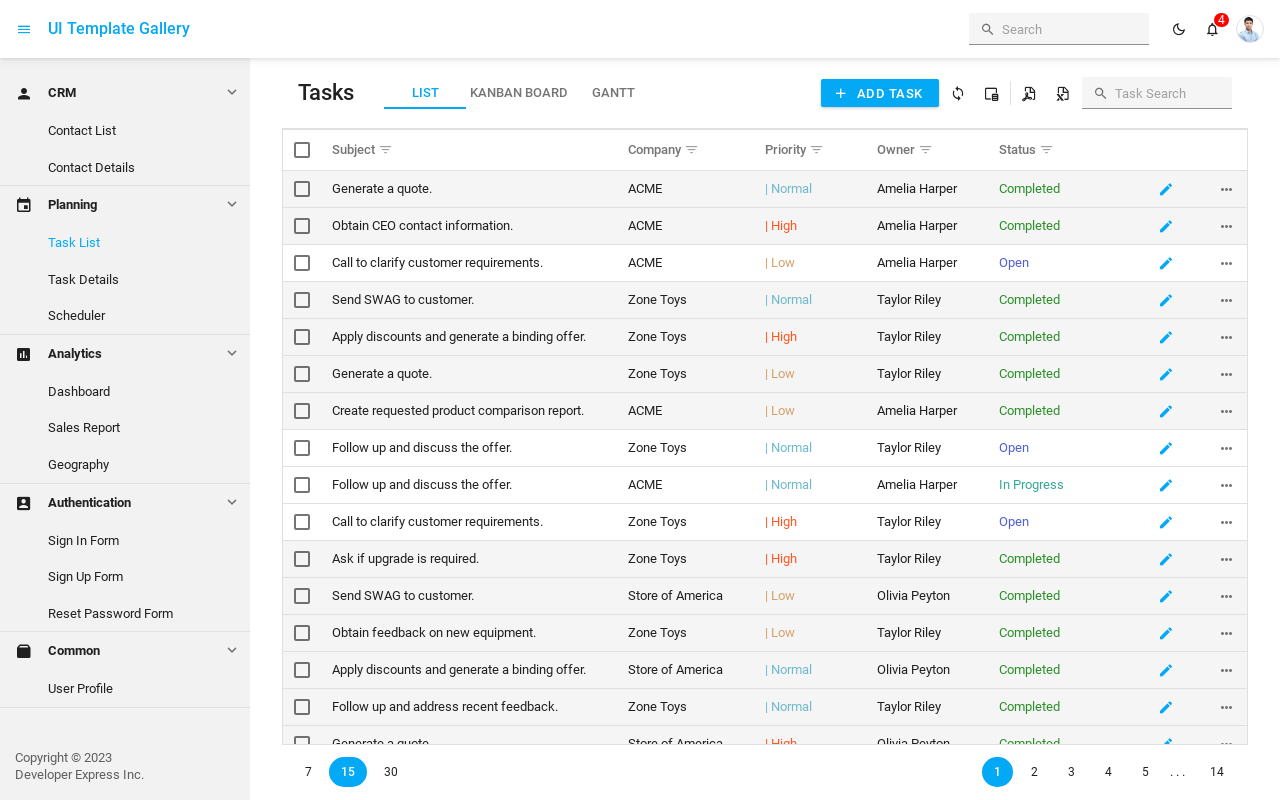 UI Template Gallery
Search
4
CRM
Contact List
Contact Details
Planning
Task List
Task Details
Scheduler
Analytics
Dashboard
Sales Report
Geography
Authentication
Sign In Form
Sign Up Form
Reset Password Form
Common
User Profile
Copyright © 2023
Developer Express Inc.
Tasks
LIST KANBAN BOARD GANTT
ADD TASK
Task Search
Subject Company Priority Owner Status
Generate a quote. ACME | Normal Amelia Harper Completed
Obtain CEO contact information. ACME | High Amelia Harper Completed
Call to clarify customer requirements. ACME | Low Amelia Harper Open
Send SWAG to customer. Zone Toys | Normal Taylor Riley Completed
Apply discounts and generate a binding offer. Zone Toys | High Taylor Riley Completed
Generate a quote. Zone Toys | Low Taylor Riley Completed
Create requested product comparison report. ACME | Low Amelia Harper Completed
Follow up and discuss the offer. Zone Toys | Normal Taylor Riley Open
Follow up and discuss the offer. ACME | Normal Amelia Harper In Progress
Call to clarify customer requirements. Zone Toys | High Taylor Riley Open
Ask if upgrade is required. Zone Toys | High Taylor Riley Completed
Send SWAG to customer. Store of America | Low Olivia Peyton Completed
Obtain feedback on new equipment. Zone Toys | Low Taylor Riley Completed
Apply discounts and generate a binding offer. Store of America | Normal Olivia Peyton Completed
Follow up and address recent feedback. Zone Toys | Normal Taylor Riley Completed
Generate a quote. Store of America | High Olivia Peyton Completed
7 15 30
1 2 3 4 5 ... 14